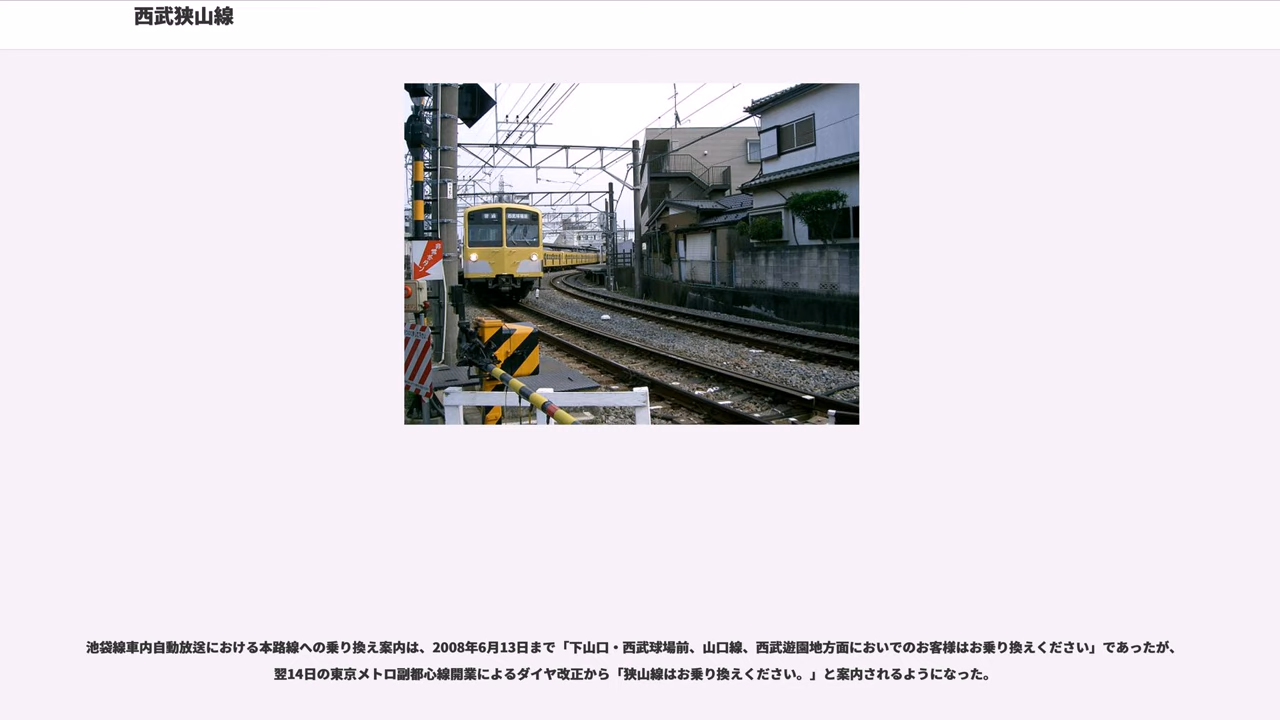 西武狭山線
池袋線車内自動放送における本路線への乗り換え案内は、2008年6月13日まで「下山口・西武球場前、山口線、西武遊園地方面においでのお客様はお乗り換えください」であったが、
翌14日の東京メトロ副都心線開業によるダイヤ改正から「狭山線はお乗り換えください。」と案内されるようになった。